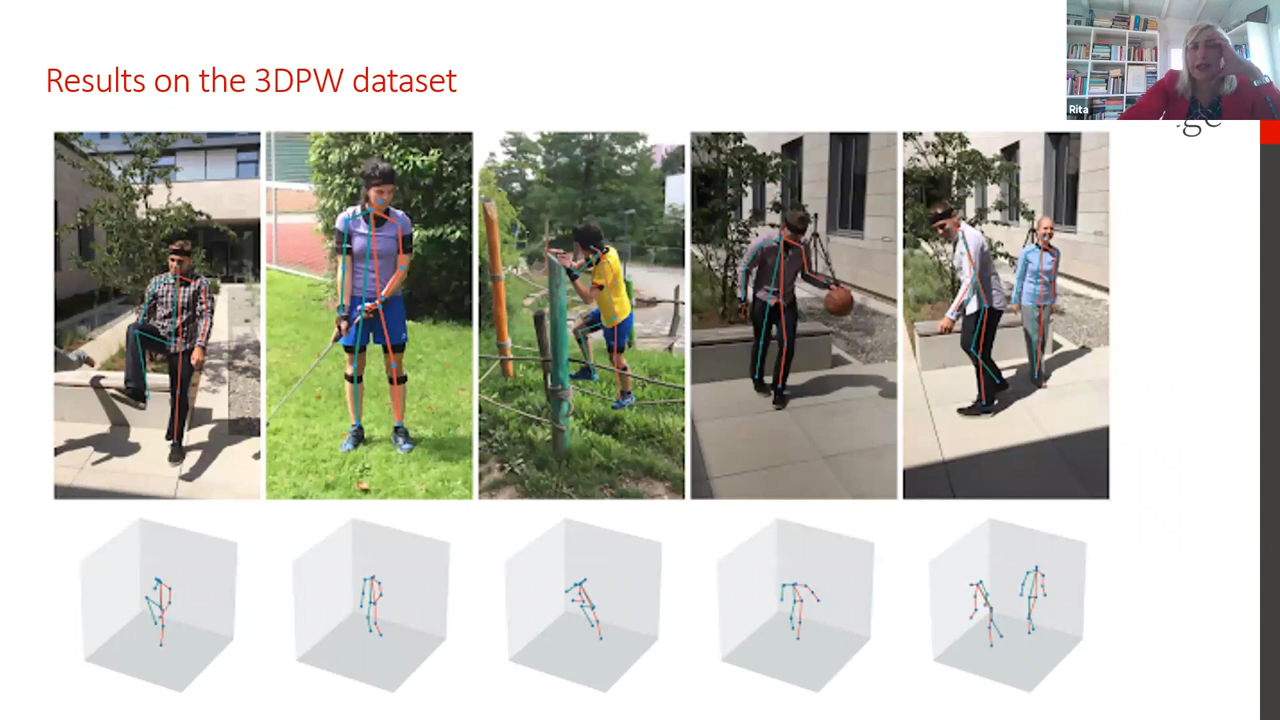 Results on the 3DPW dataset
Rita